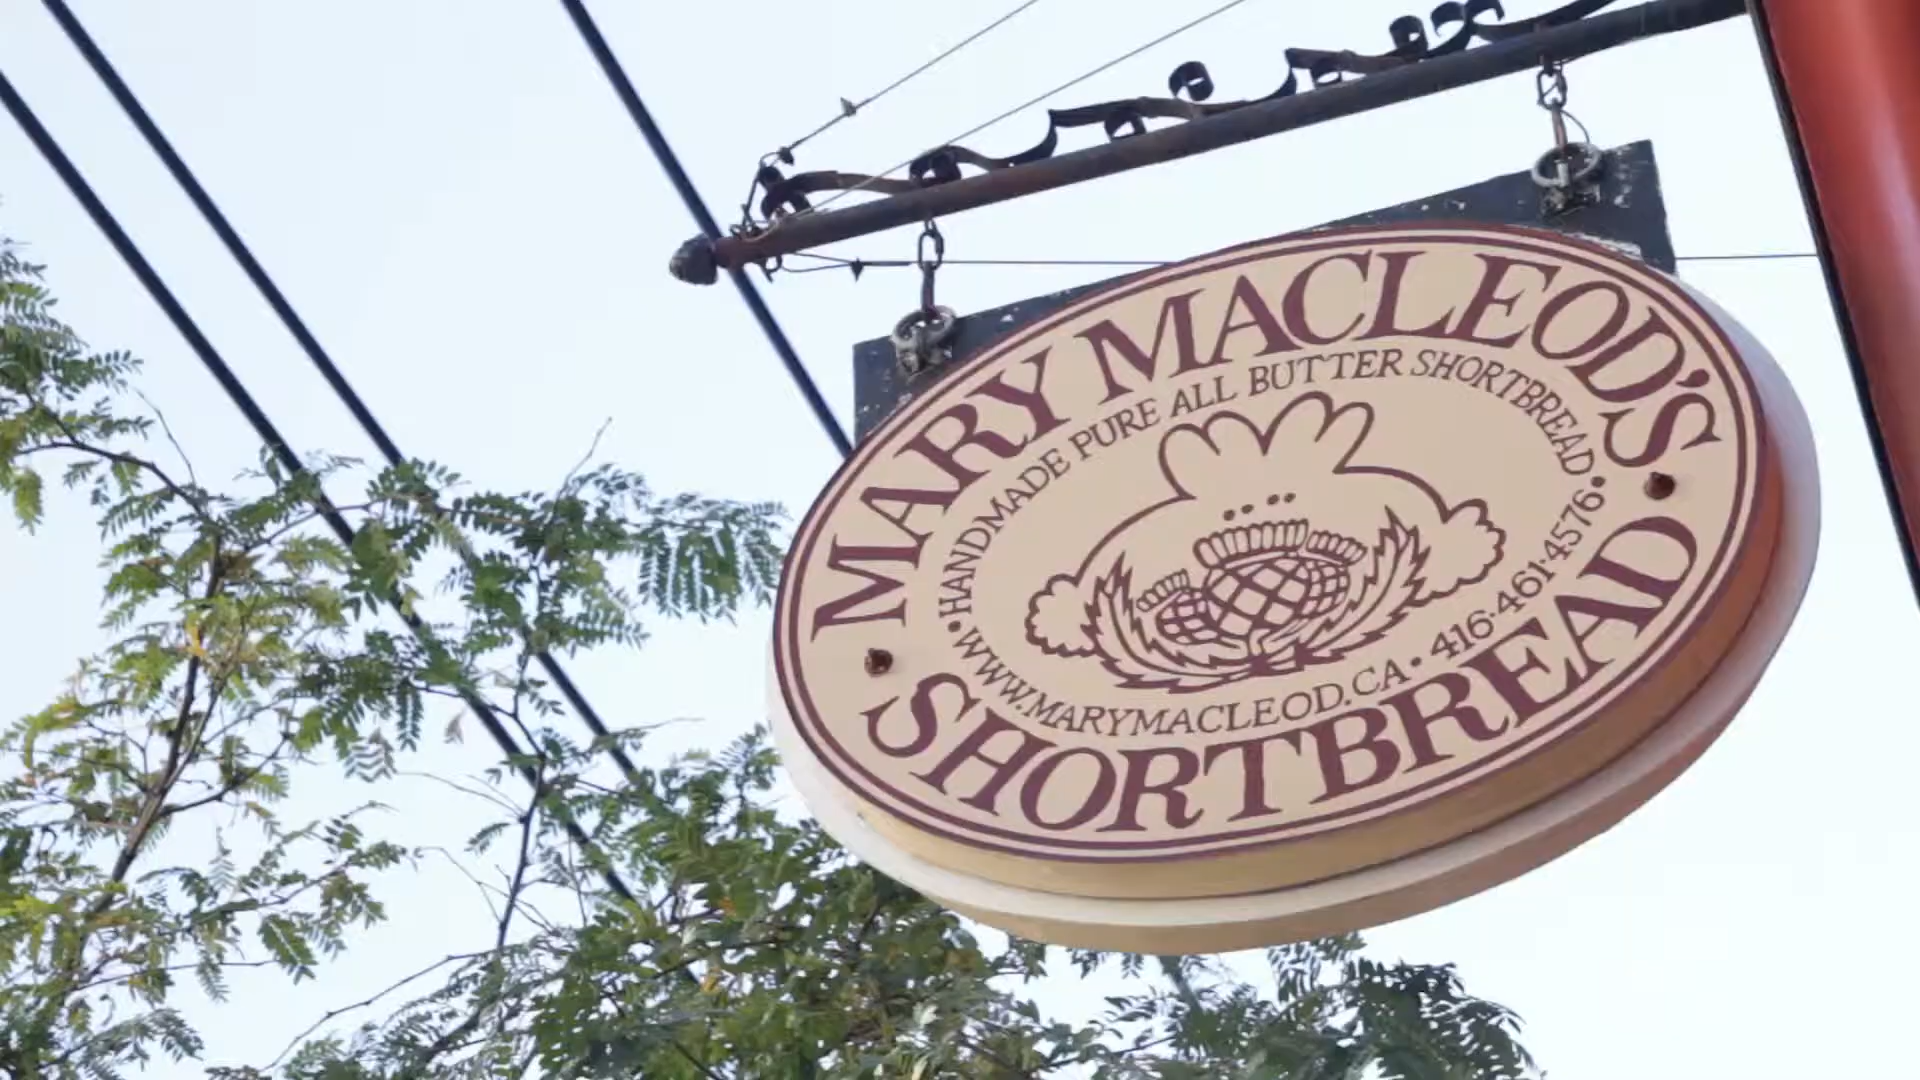 MARY MACLEOD'S
• HANDMADE PURE ALL BUTTER SHORTBREAD •
WWW.MARYMACLEOD.CA • 416·461·4576
SHORTBREAD